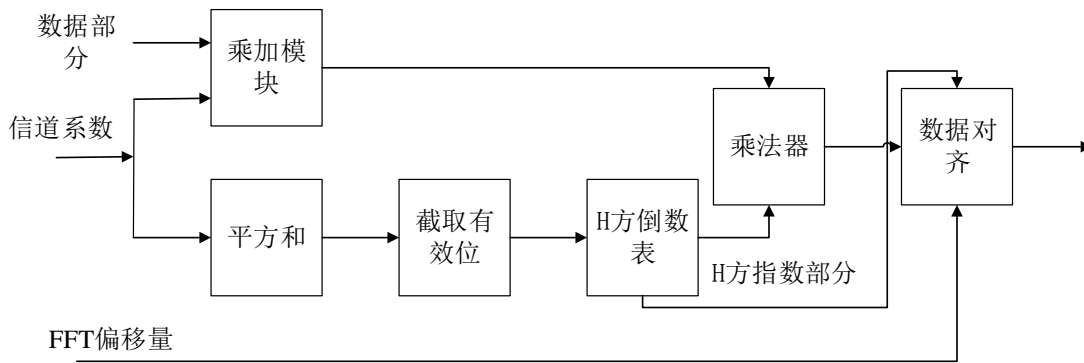 数据部
分
乘加模
块
信道系数
乘法器
数据对
齐
平方和
截取有
效位
H方倒数
表
H方指数部分
FFT偏移量